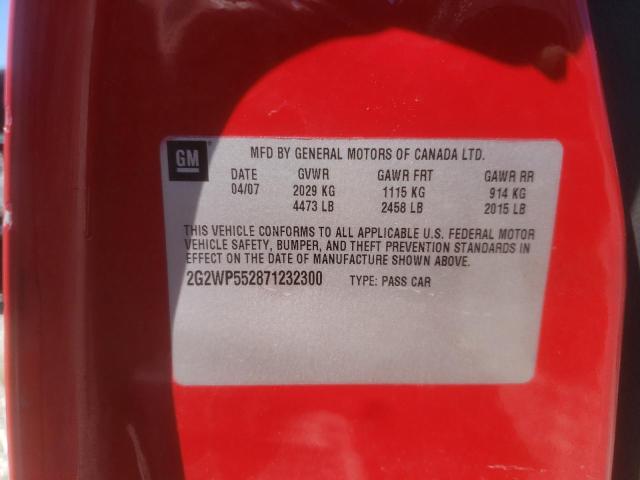 GM
MFD BY GENERAL MOTORS OF CANADA LTD.
DATE GVWR GAWR FRT GAWR RR
04/07 2029 KG 1115 KG 914 KG
4473 LB 2458 LB 2015 LB
THIS VEHICLE CONFORMS TO ALL APPLICABLE U.S. FEDERAL MOTOR
VEHICLE SAFETY, BUMPER, AND THEFT PREVENTION STANDARDS IN
EFFECT ON THE DATE OF MANUFACTURE SHOWN ABOVE.
2G2WP552871232300 TYPE: PASS CAR